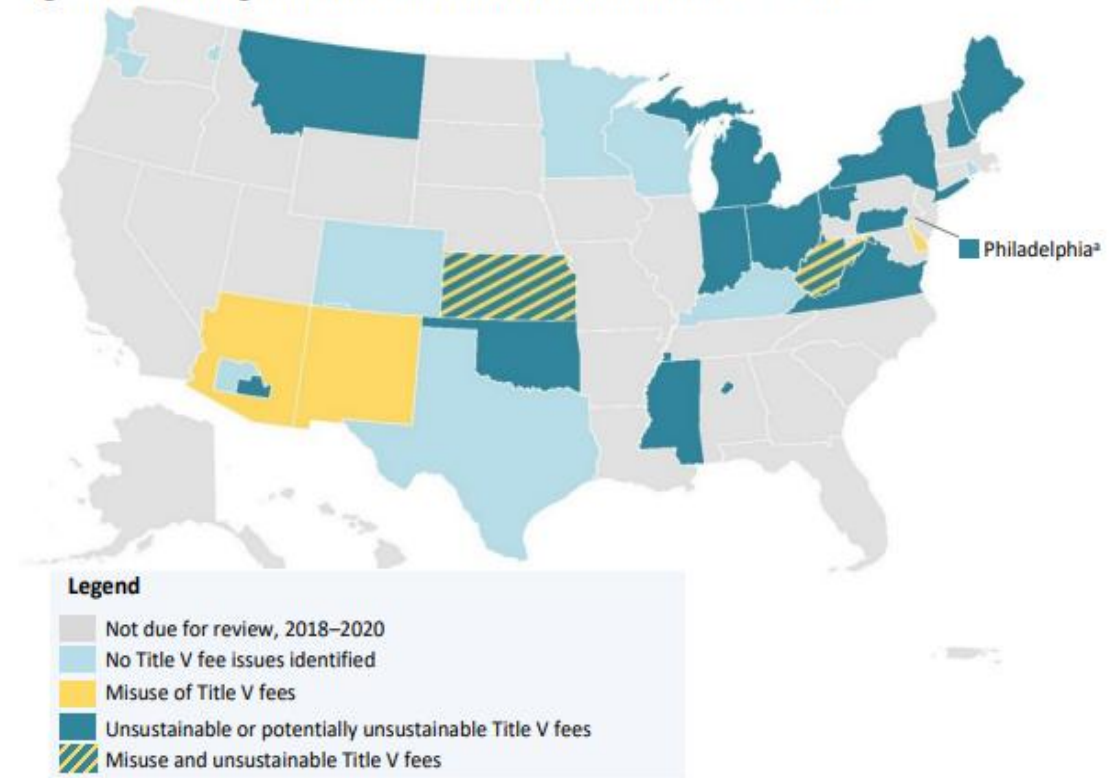 Philadelphiaᵃ
Legend
Not due for review, 2018–2020
No Title V fee issues identified
Misuse of Title V fees
Unsustainable or potentially unsustainable Title V fees
Misuse and unsustainable Title V fees